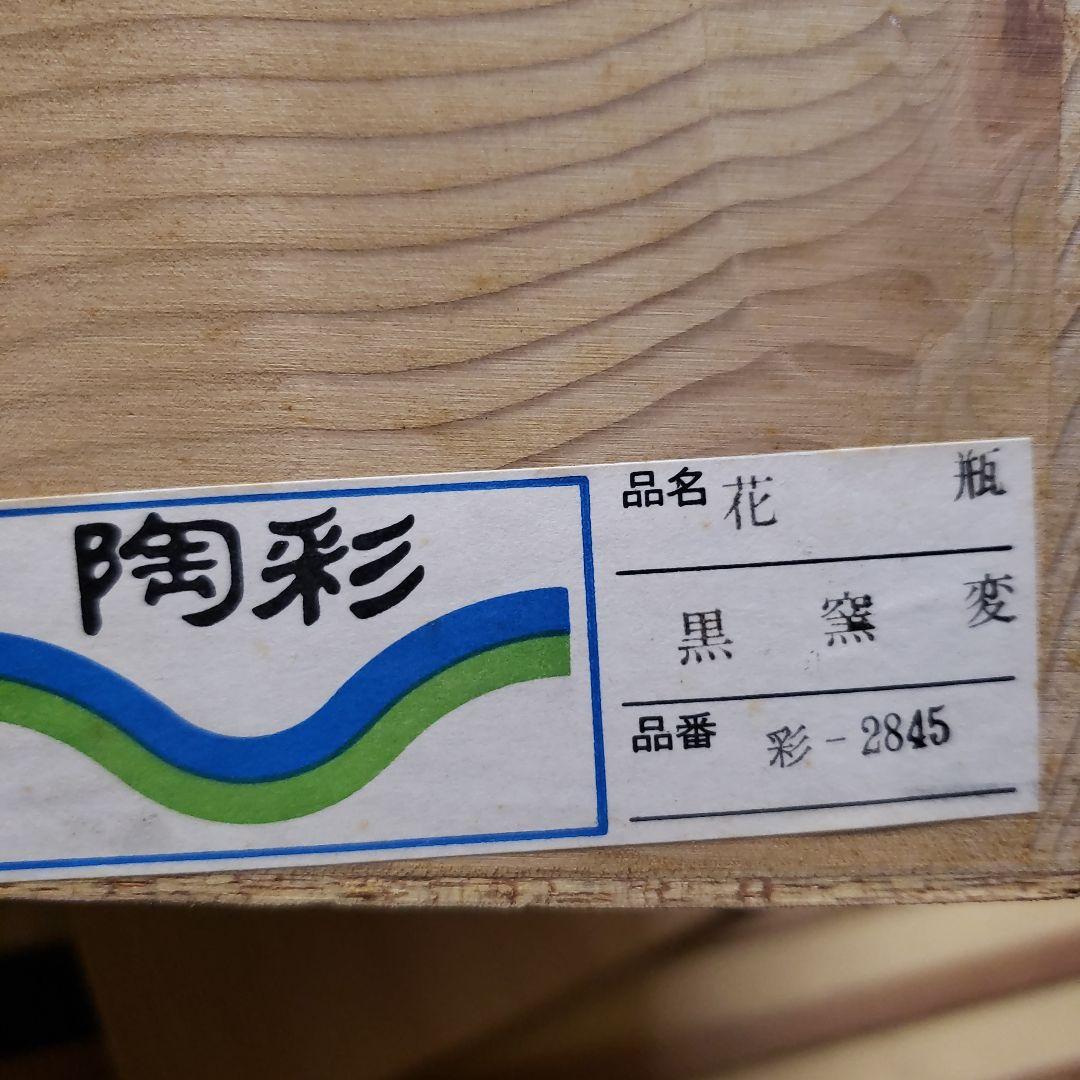 陶彩
品名 花 瓶
黒 窯 変
品番 彩-2845